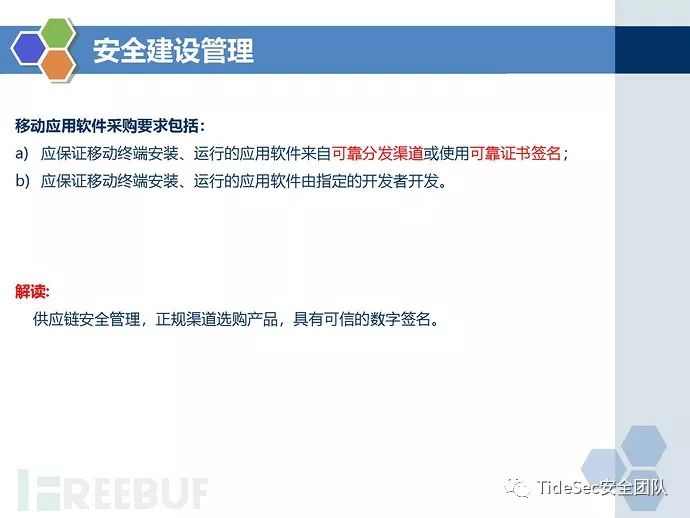 安全建设管理
移动应用软件采购要求包括：
a) 应保证移动终端安装、运行的应用软件来自可靠分发渠道或使用可靠证书签名；
b) 应保证移动终端安装、运行的应用软件由指定的开发者开发。
解读:
供应链安全管理，正规渠道选购产品，具有可信的数字签名。
FREEBUF
TideSec安全团队